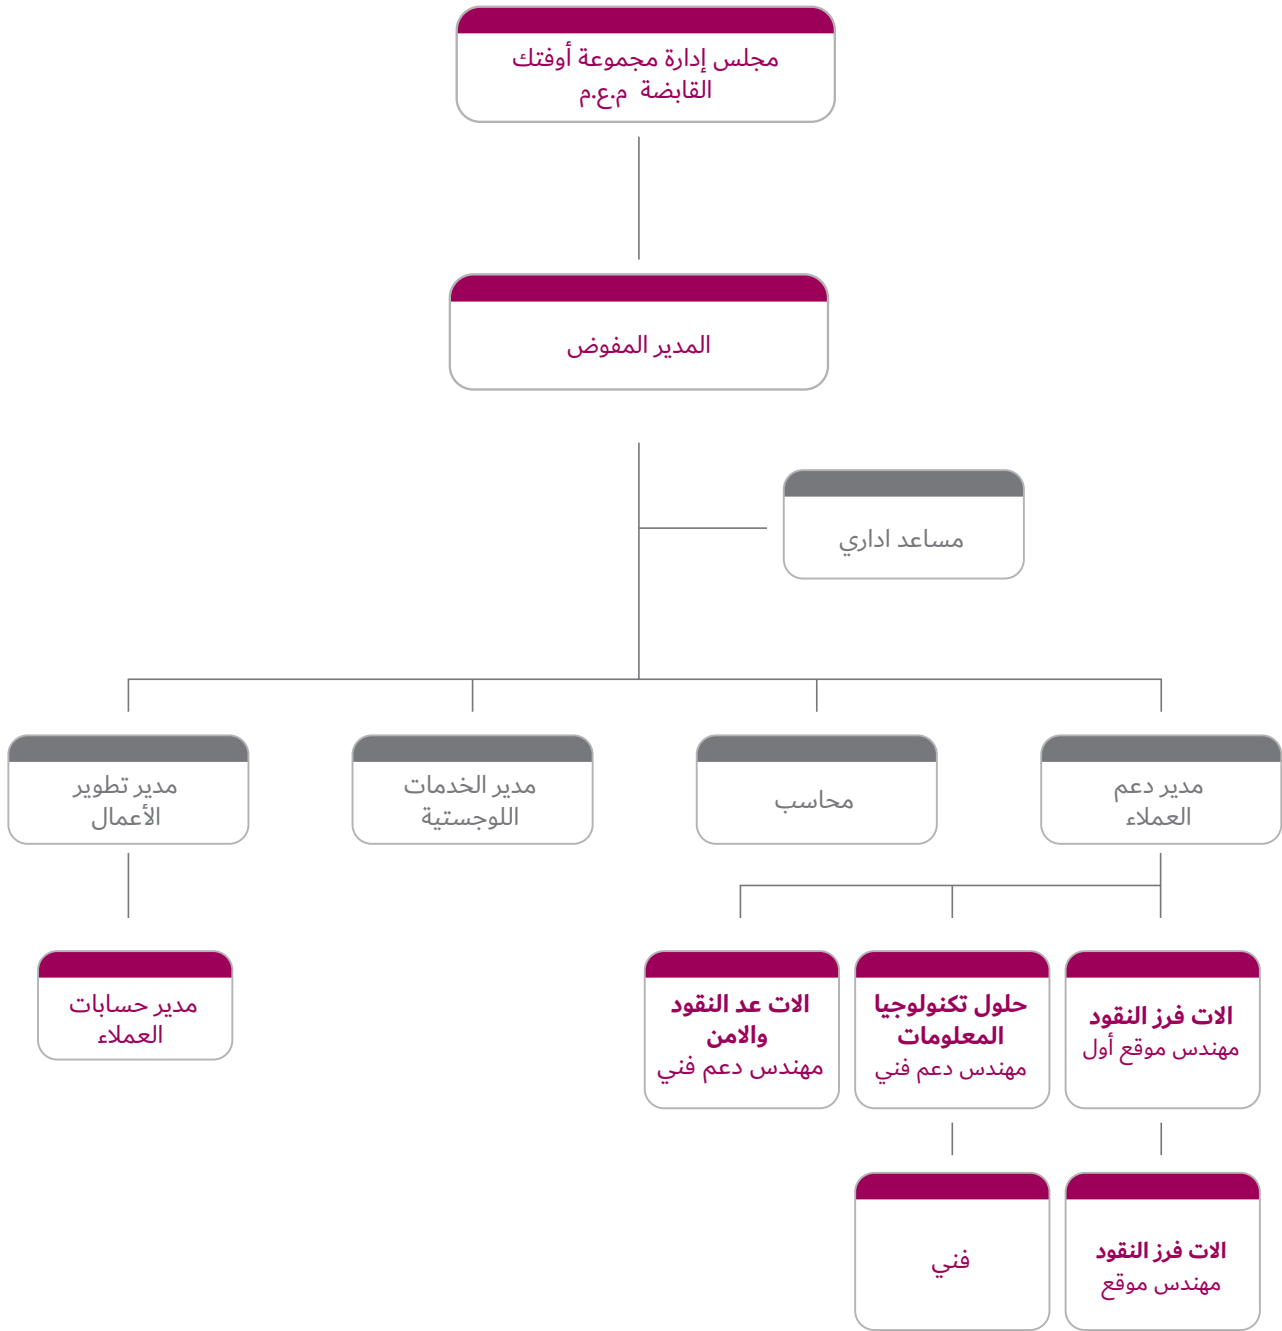 مجلس إدارة مجموعة أوفتك
القابضة م.ع.م
المدير المفوض
مساعد اداري
مدير دعم
العملاء
محاسب
مدير الخدمات
اللوجستية
مدير تطوير
الأعمال
الات فرز النقود
مهندس موقع أول
حلول تكنولوجيا
المعلومات
مهندس دعم فني
الات عد النقود
والامن
مهندس دعم فني
مدير حسابات
العملاء
الات فرز النقود
مهندس موقع
فني